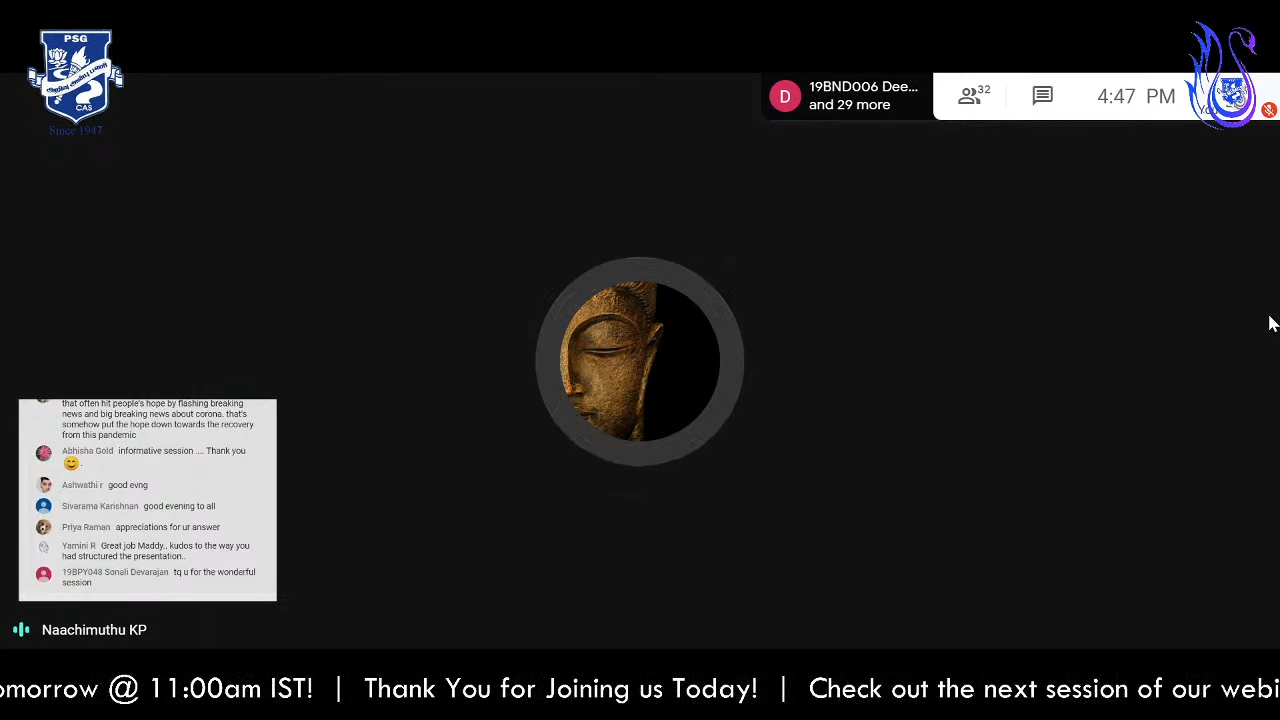 PSG
CAS
Since 1947
19BND006 Dee...
and 29 more
32
4:47 PM
D
that often hit people's hope by flashing breaking
news and big breaking news about corona. that's
somehow put the hope down towards the recovery
from this pandemic
Abhisha Gold informative session .... Thank you
😊 .
Ashwathi r good evng
Sivarama Karishnan good evening to all
Priya Raman appreciations for ur answer
Yamini R Great job Maddy.. kudos to the way you
had structured the presentation..
19BPY048 Sonali Devarajan tq u for the wonderful
session
Naachimuthu KP
omorrow @ 11:00am IST! | Thank You for Joining us Today! | Check out the next session of our webi